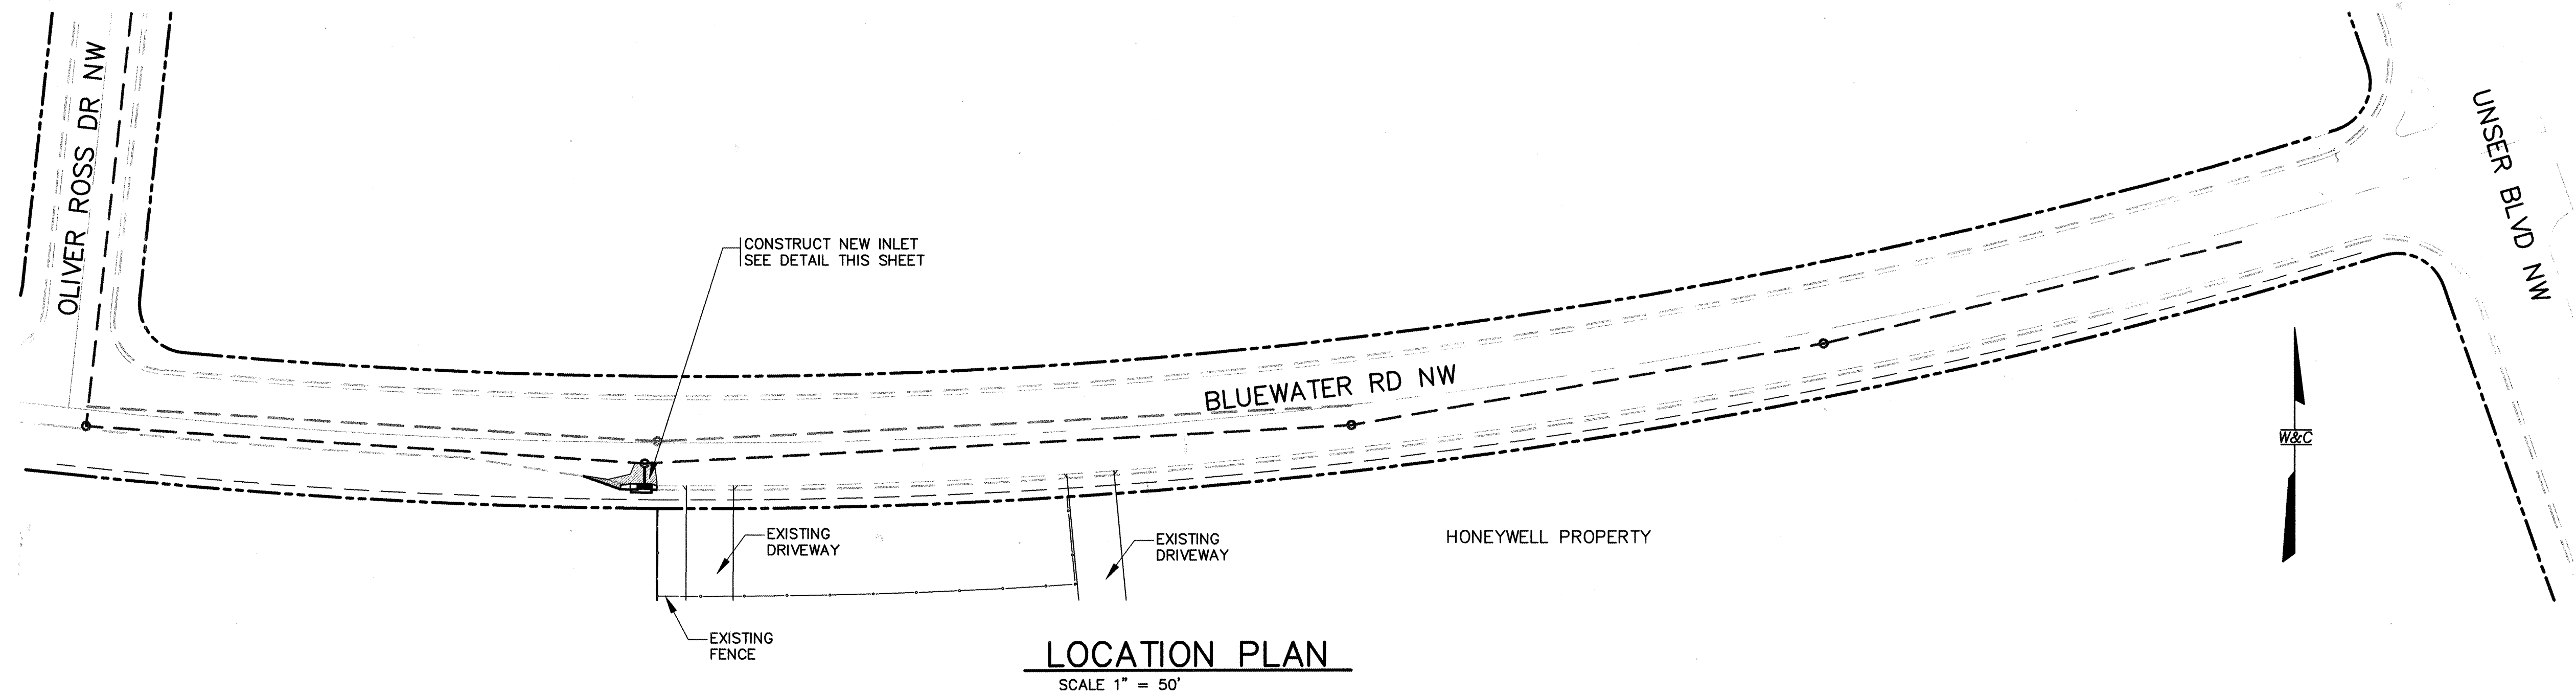 OLIVER ROSS DR NW
UNSER BLVD NW
CONSTRUCT NEW INLET
SEE DETAIL THIS SHEET
BLUEWATER RD NW
W&C
EXISTING
DRIVEWAY
EXISTING
DRIVEWAY
HONEYWELL PROPERTY
EXISTING
FENCE
LOCATION PLAN
SCALE 1" = 50'